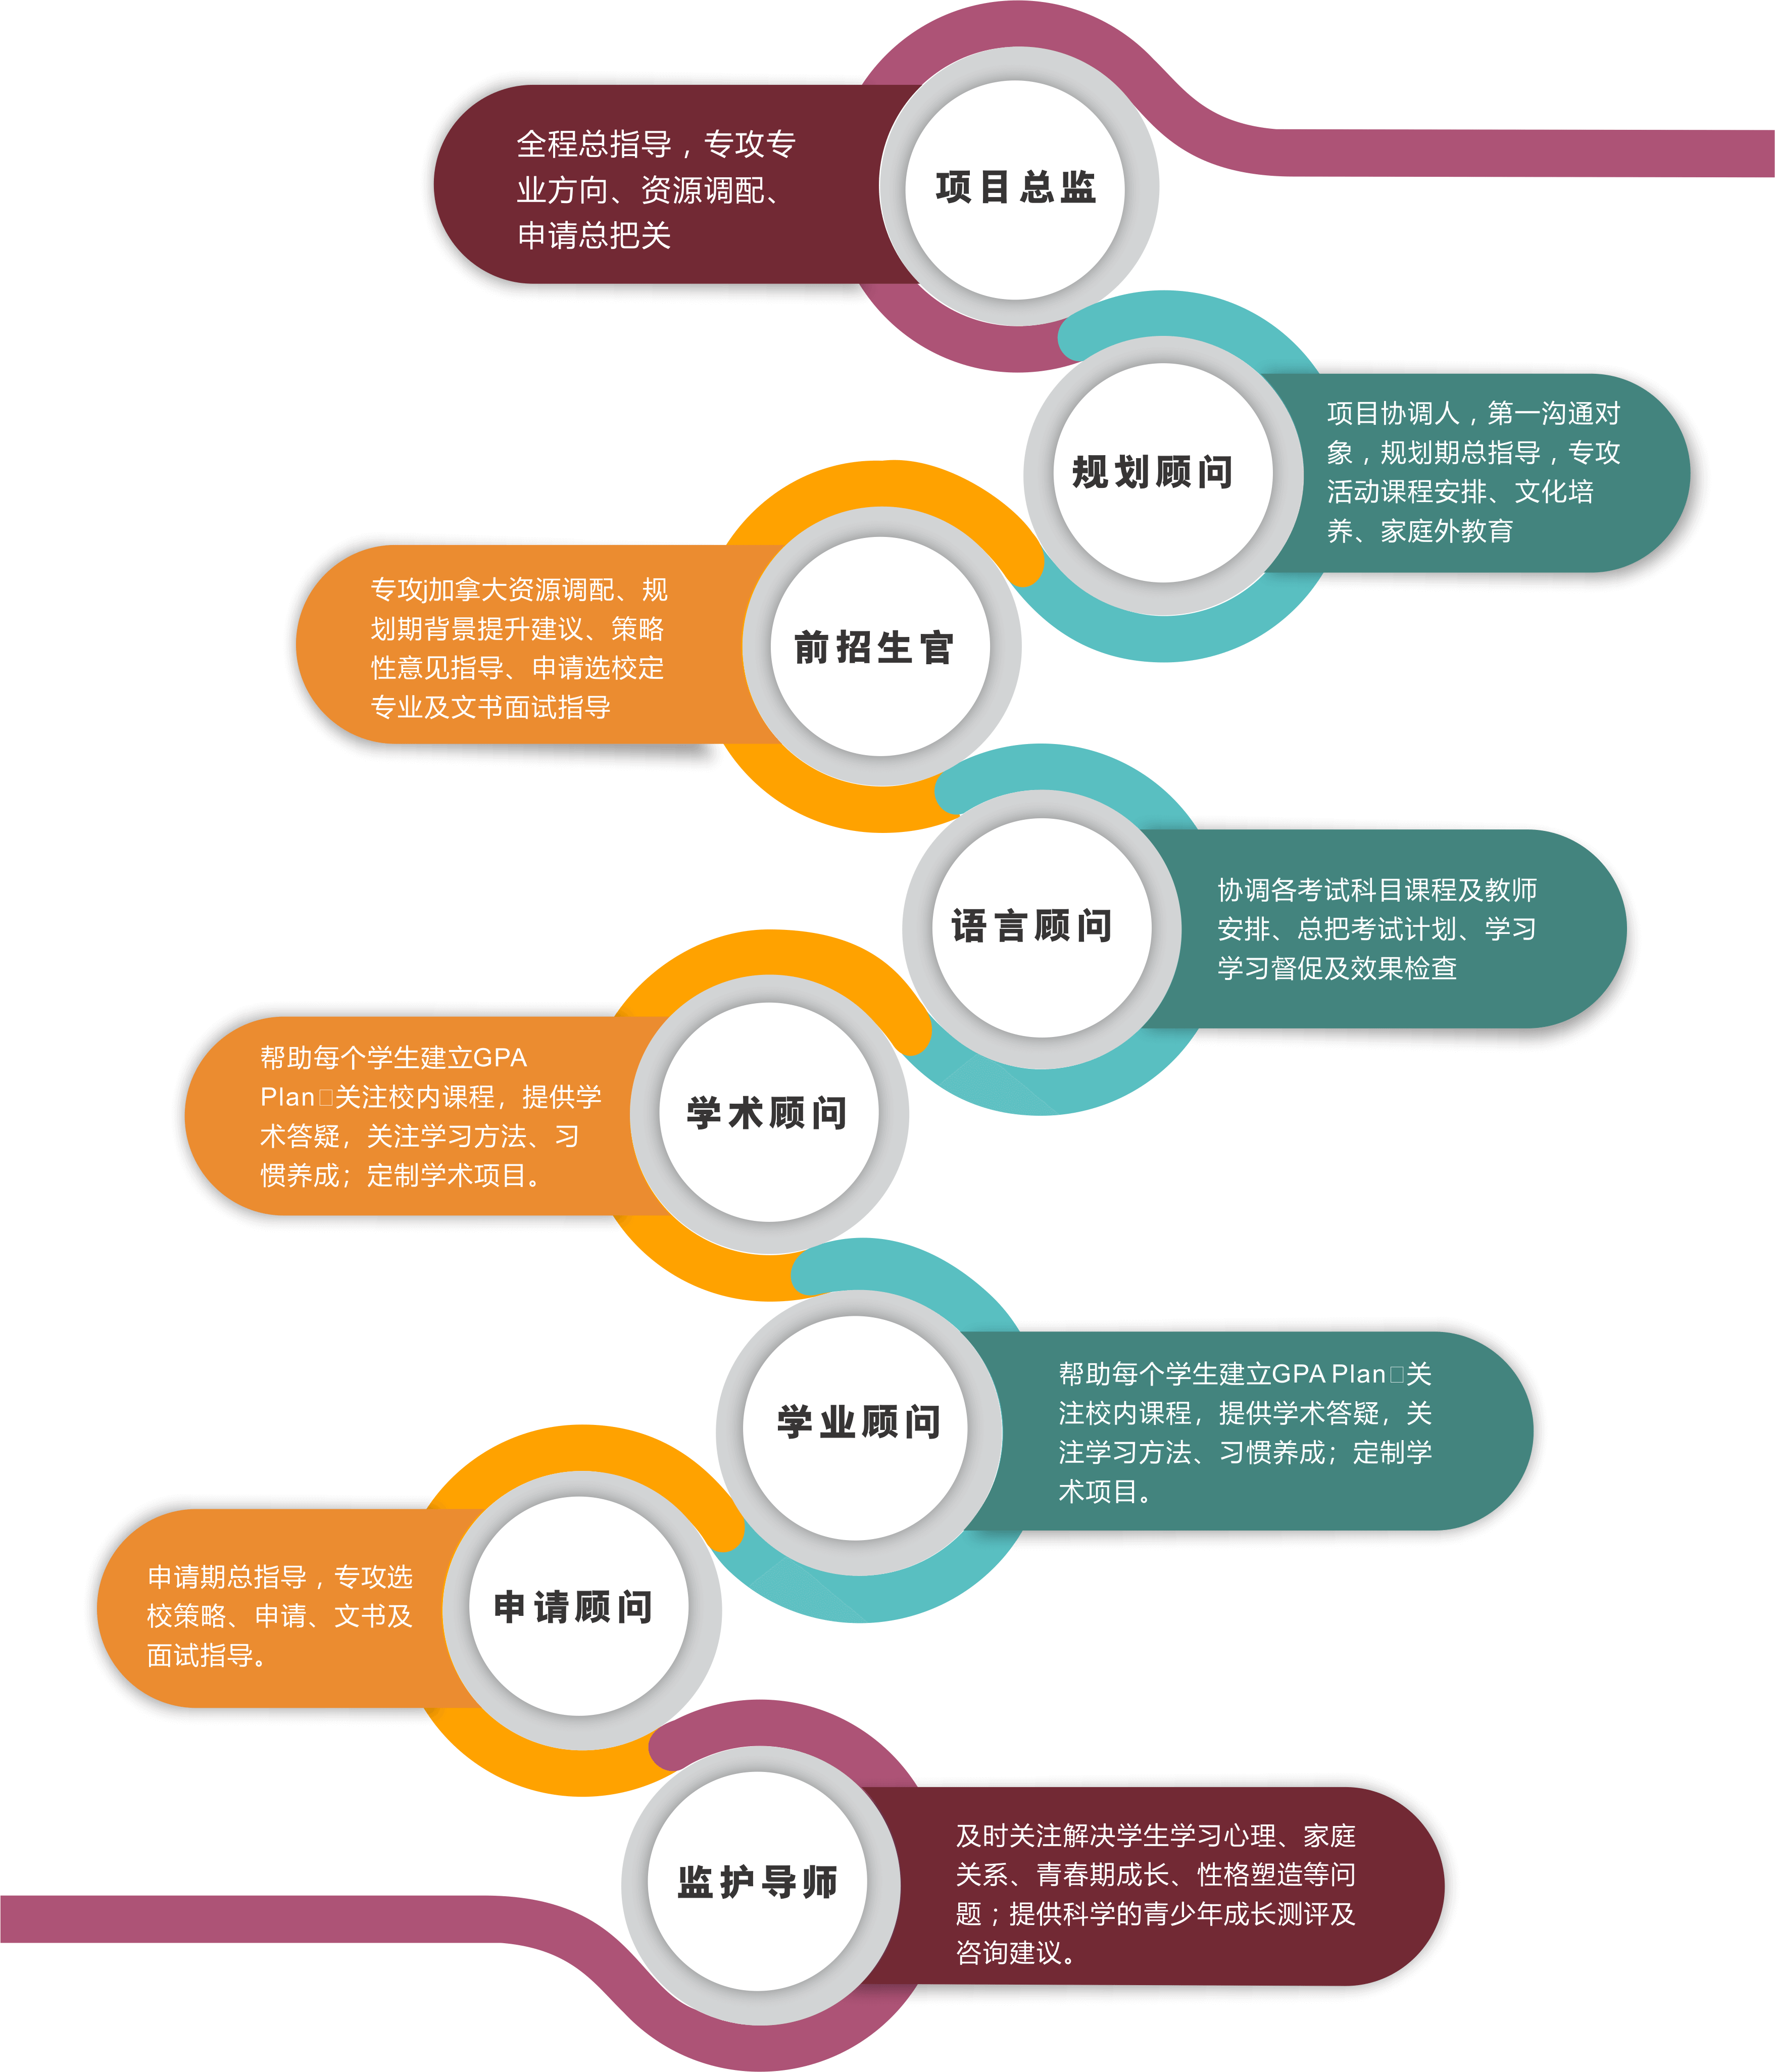 全程总指导，专攻专
业方向、资源调配、
申请总把关
项目总监
规划顾问
项目协调人，第一沟通对
象，规划期总指导，专攻
活动课程安排、文化培
养、家庭外教育
专攻j加拿大资源调配、规
划期背景提升建议、策略
性意见指导、申请选校定
专业及文书面试指导
前招生官
语言顾问
协调各考试科目课程及教师
安排、总把考试计划、学习
学习督促及效果检查
帮助每个学生建立GPA
Plan□关注校内课程，提供学
术答疑，关注学习方法、习
惯养成；定制学术项目。
学术顾问
学业顾问
帮助每个学生建立GPA Plan□关
注校内课程，提供学术答疑，关
注学习方法、习惯养成；定制学
术项目。
申请期总指导，专攻选
校策略、申请、文书及
面试指导。
申请顾问
监护导师
及时关注解决学生学习心理、家庭
关系、青春期成长、性格塑造等问
题；提供科学的青少年成长测评及
咨询建议。